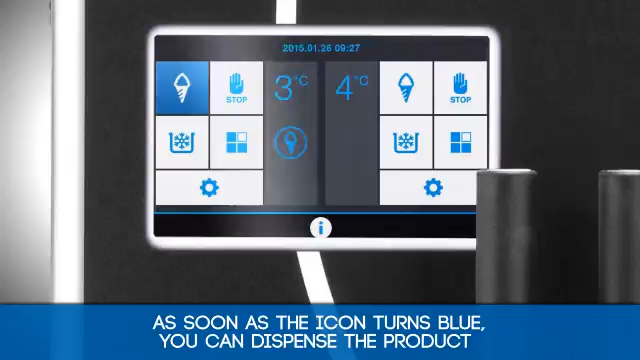 2015.01.26 09:27
STOP
3°C
4°C
STOP
i
AS SOON AS THE ICON TURNS BLUE,
YOU CAN DISPENSE THE PRODUCT